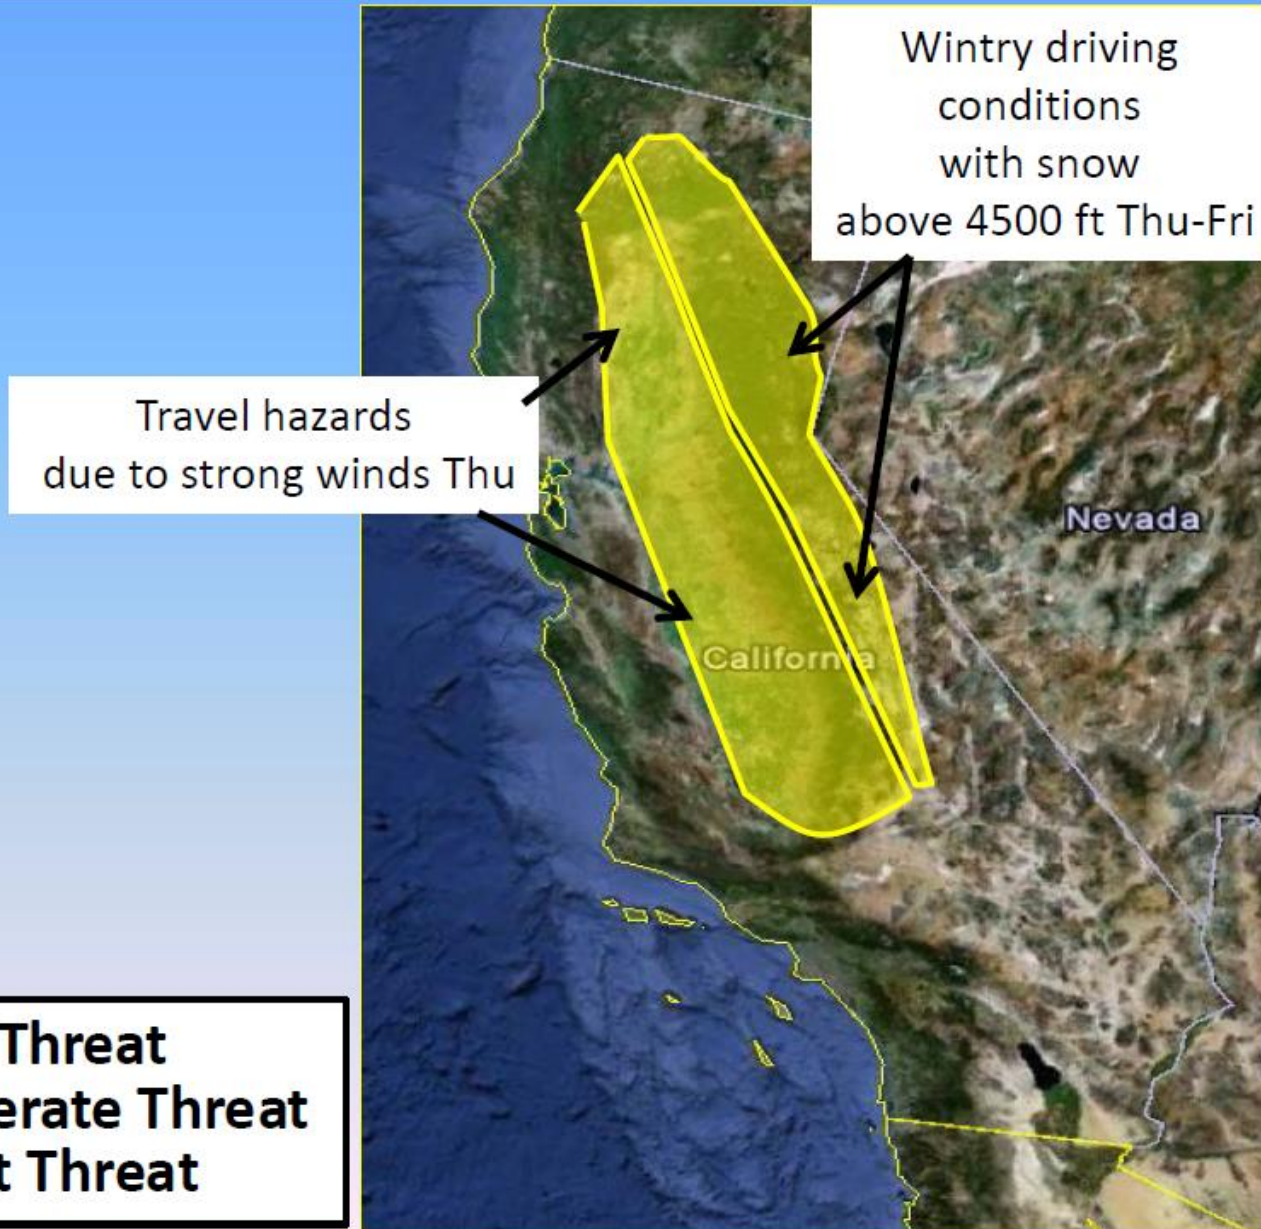 Wintry driving
conditions
with snow
above 4500 ft Thu-Fri
Travel hazards
due to strong winds Thu
Nevada
California
Threat
erate Threat
t Threat